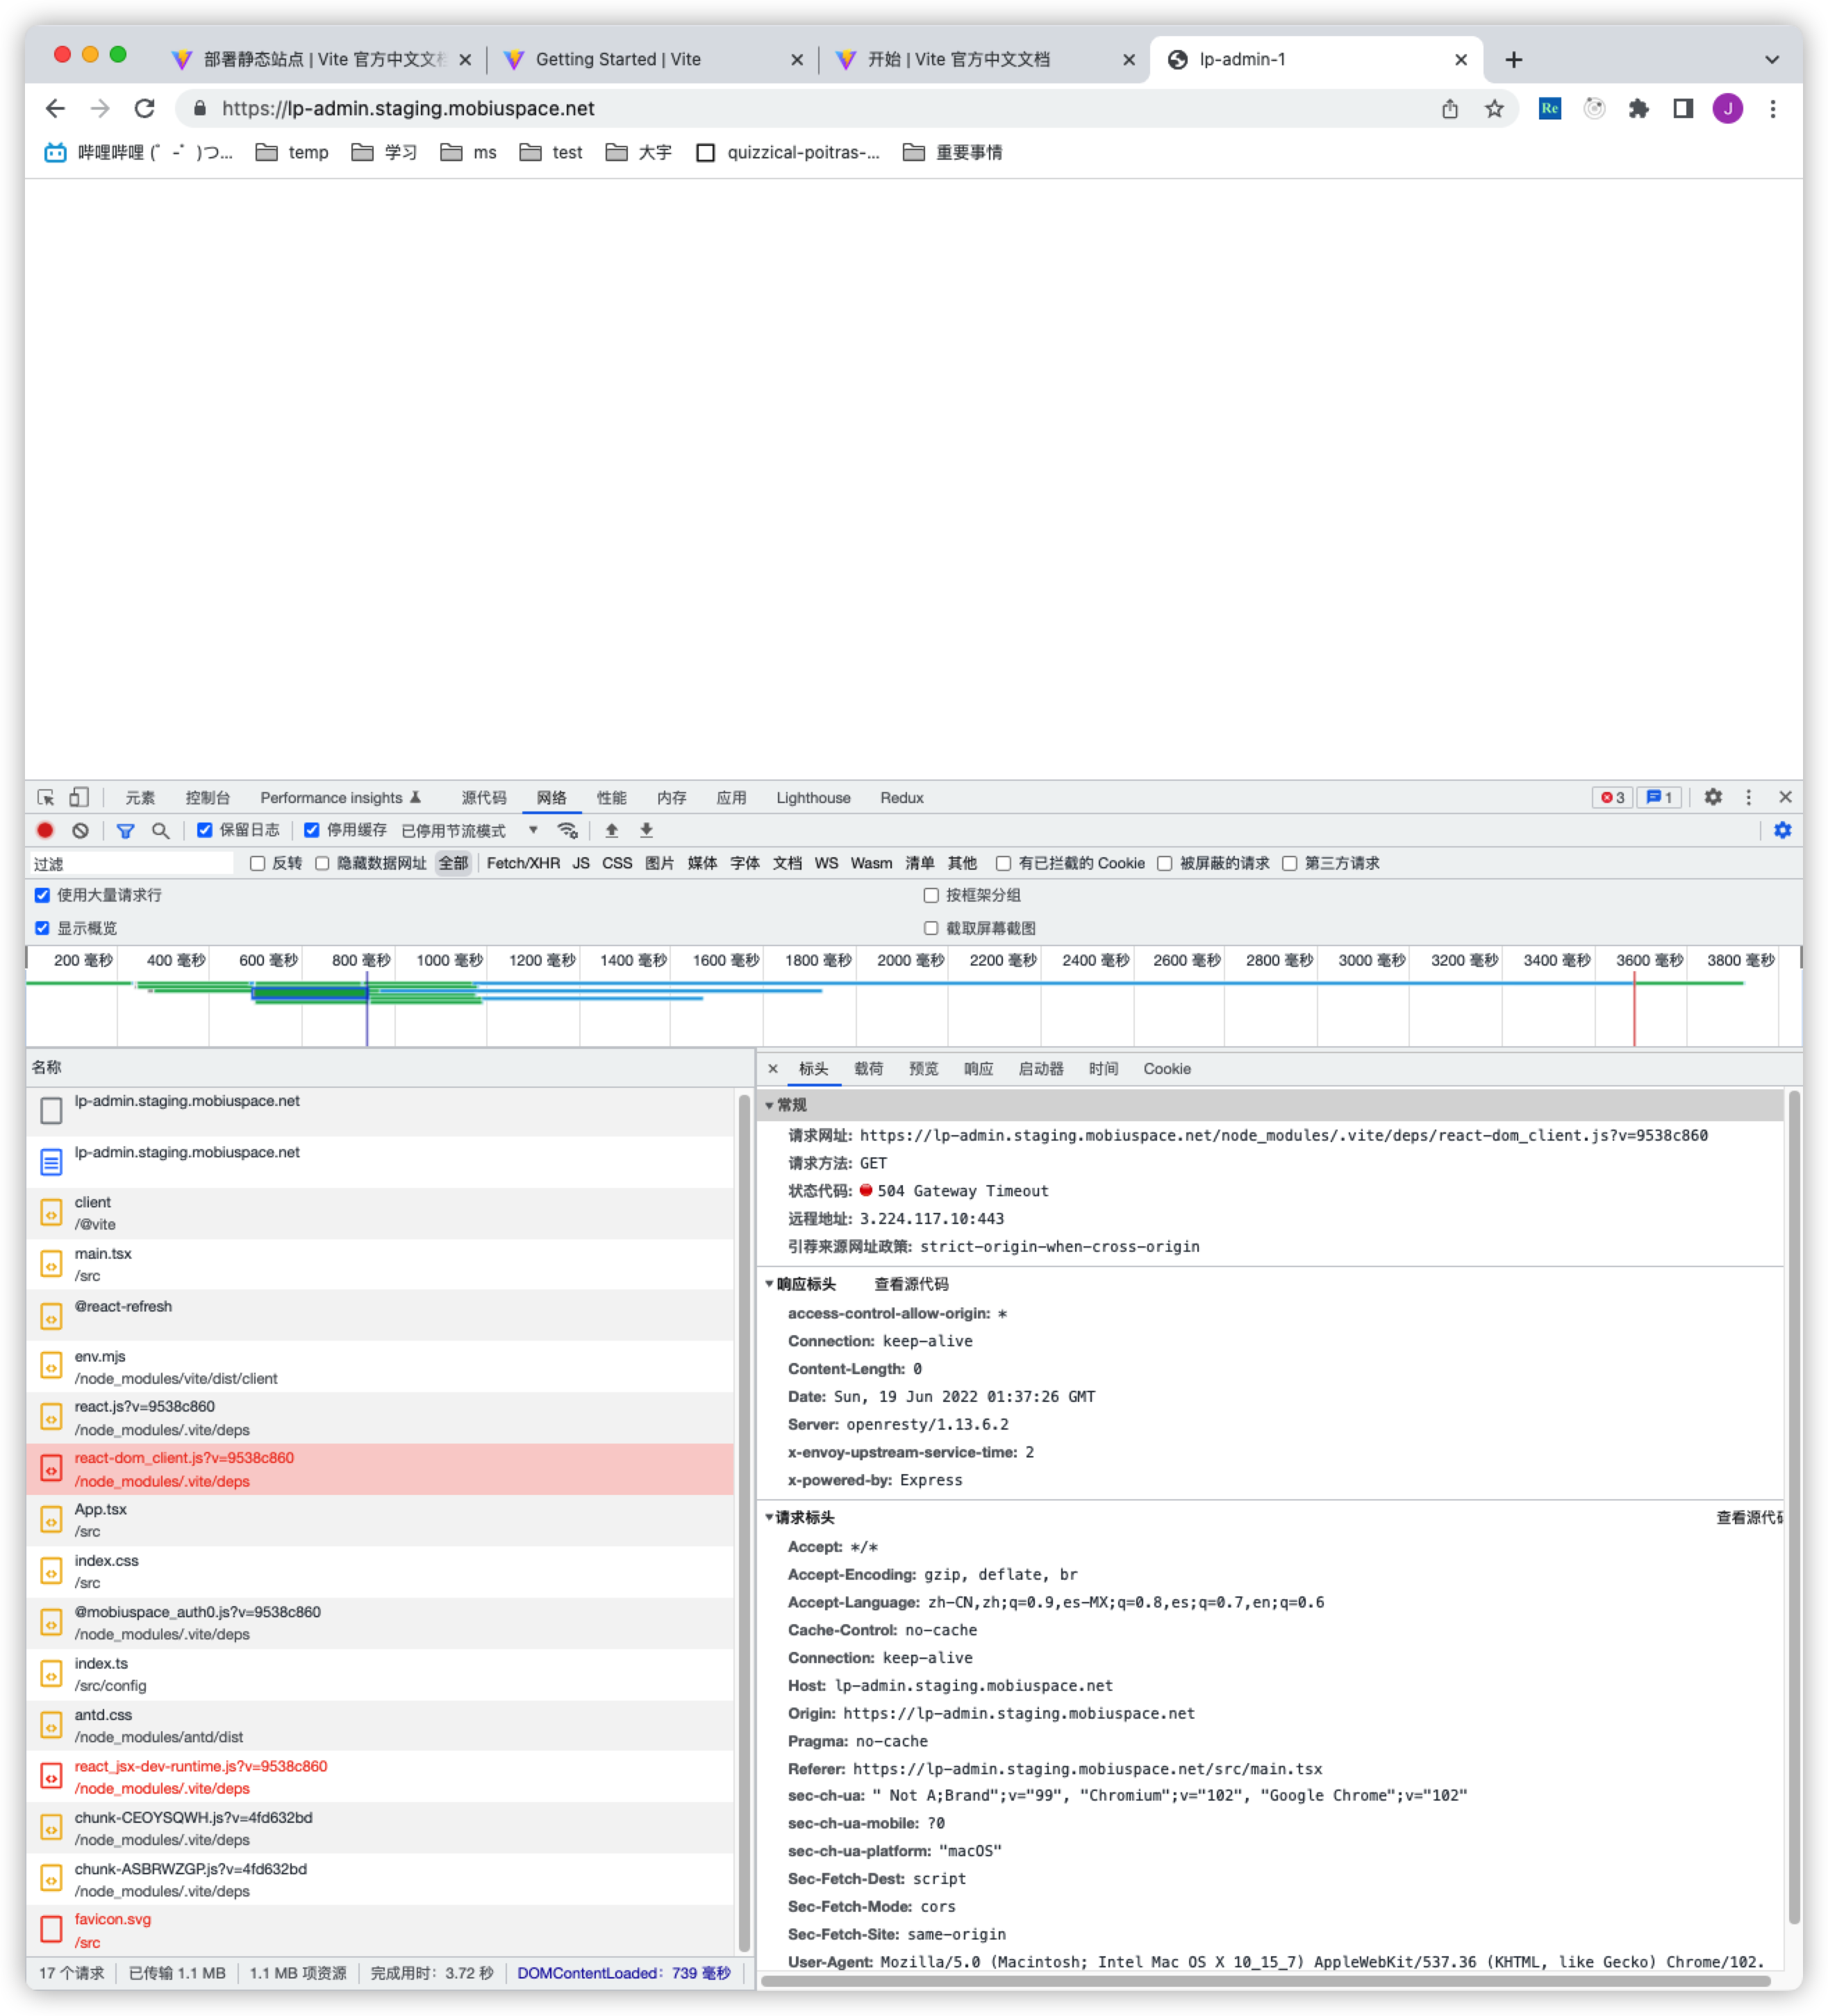 部署静态站点 | Vite 官方中文文档
Getting Started | Vite
开始 | Vite 官方中文文档
lp-admin-1
https://lp-admin.staging.mobiuspace.net
Re
J
哔哩哔哩 (゜-゜)つ...
temp
学习
ms
test
大宇
quizzical-poitras-...
重要事情
元素 控制台 Performance insights 源代码 网络 性能 内存 应用 Lighthouse Redux 3 1
保留日志 停用缓存 已停用节流模式
过滤 反转 隐藏数据网址 全部 Fetch/XHR JS CSS 图片 媒体 字体 文档 WS Wasm 清单 其他 有已拦截的 Cookie 被屏蔽的请求 第三方请求
使用大量请求行 按框架分组
显示概览 截取屏幕截图
200 毫秒 400 毫秒 600 毫秒 800 毫秒 1000 毫秒 1200 毫秒 1400 毫秒 1600 毫秒 1800 毫秒 2000 毫秒 2200 毫秒 2400 毫秒 2600 毫秒 2800 毫秒 3000 毫秒 3200 毫秒 3400 毫秒 3600 毫秒 3800 毫秒
名称
lp-admin.staging.mobiuspace.net
lp-admin.staging.mobiuspace.net
client
/@vite
main.tsx
/src
@react-refresh
env.mjs
/node_modules/vite/dist/client
react.js?v=9538c860
/node_modules/.vite/deps
react-dom_client.js?v=9538c860
/node_modules/.vite/deps
App.tsx
/src
index.css
/src
@mobiuspace_auth0.js?v=9538c860
/node_modules/.vite/deps
index.ts
/src/config
antd.css
/node_modules/antd/dist
react_jsx-dev-runtime.js?v=9538c860
/node_modules/.vite/deps
chunk-CEOYSQWH.js?v=4fd632bd
/node_modules/.vite/deps
chunk-ASBRWZGP.js?v=4fd632bd
/node_modules/.vite/deps
favicon.svg
/src
17 个请求 已传输 1.1 MB 1.1 MB 项资源 完成用时：3.72 秒 DOMContentLoaded：739 毫秒
标头 载荷 预览 响应 启动器 时间 Cookie
常规
请求网址: https://lp-admin.staging.mobiuspace.net/node_modules/.vite/deps/react-dom_client.js?v=9538c860
请求方法: GET
状态代码: 504 Gateway Timeout
远程地址: 3.224.117.10:443
引荐来源网址政策: strict-origin-when-cross-origin
响应标头 查看源代码
access-control-allow-origin: *
Connection: keep-alive
Content-Length: 0
Date: Sun, 19 Jun 2022 01:37:26 GMT
Server: openresty/1.13.6.2
x-envoy-upstream-service-time: 2
x-powered-by: Express
请求标头 查看源代码
Accept: */*
Accept-Encoding: gzip, deflate, br
Accept-Language: zh-CN,zh;q=0.9,es-MX;q=0.8,es;q=0.7,en;q=0.6
Cache-Control: no-cache
Connection: keep-alive
Host: lp-admin.staging.mobiuspace.net
Origin: https://lp-admin.staging.mobiuspace.net
Pragma: no-cache
Referer: https://lp-admin.staging.mobiuspace.net/src/main.tsx
sec-ch-ua: " Not A;Brand";v="99", "Chromium";v="102", "Google Chrome";v="102"
sec-ch-ua-mobile: ?0
sec-ch-ua-platform: "macOS"
Sec-Fetch-Dest: script
Sec-Fetch-Mode: cors
Sec-Fetch-Site: same-origin
User-Agent: Mozilla/5.0 (Macintosh; Intel Mac OS X 10_15_7) AppleWebKit/537.36 (KHTML, like Gecko) Chrome/102.